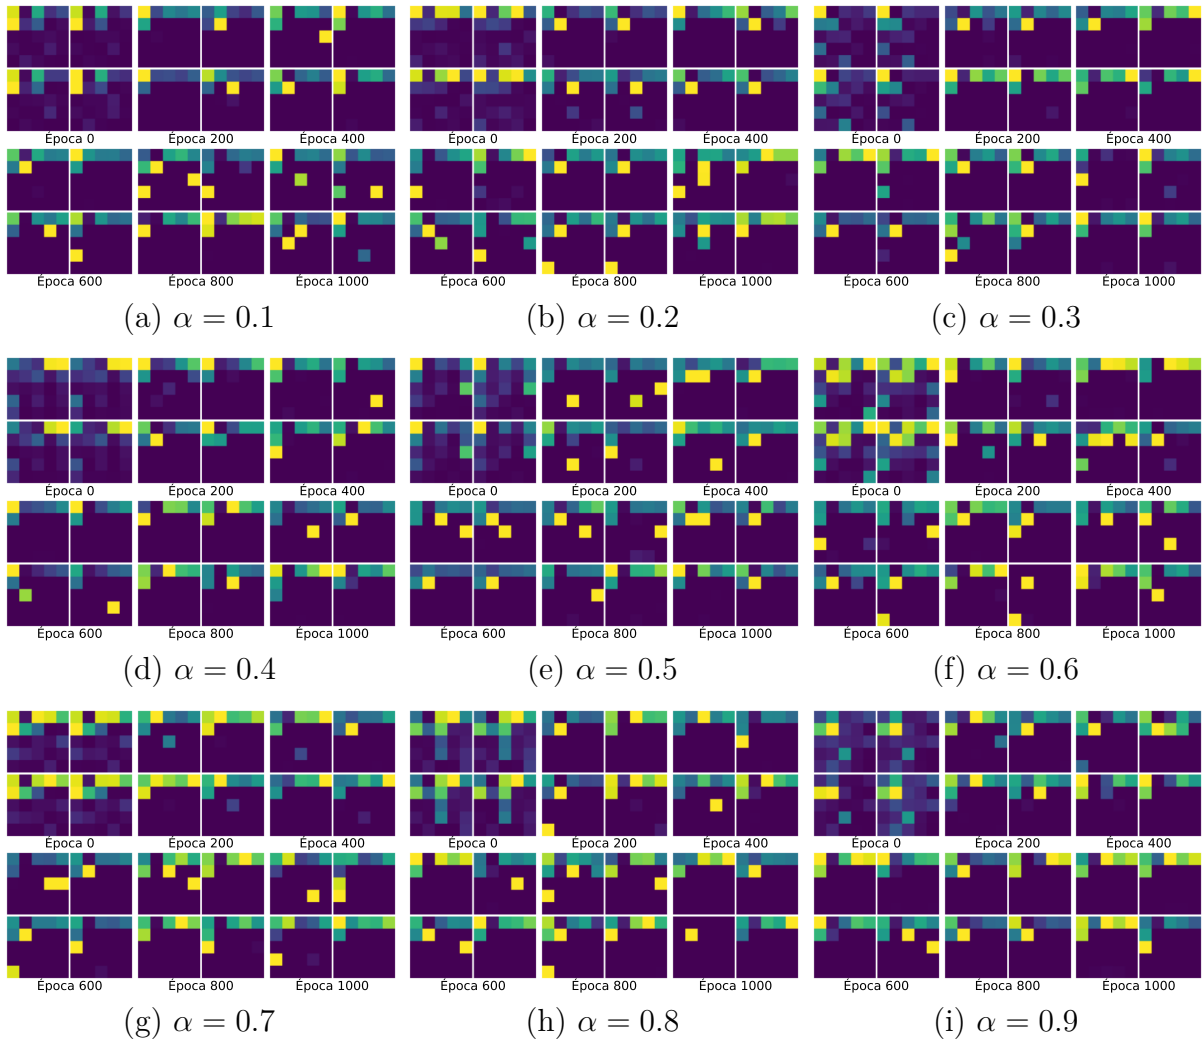 Época 0 Época 200 Época 400 Época 0 Época 200 Época 400 Época 0 Época 200 Época 400
Época 600 Época 800 Época 1000 Época 600 Época 800 Época 1000 Época 600 Época 800 Época 1000
(a) α = 0.1 (b) α = 0.2 (c) α = 0.3
Época 0 Época 200 Época 400 Época 0 Época 200 Época 400 Época 0 Época 200 Época 400
Época 600 Época 800 Época 1000 Época 600 Época 800 Época 1000 Época 600 Época 800 Época 1000
(d) α = 0.4 (e) α = 0.5 (f) α = 0.6
Época 0 Época 200 Época 400 Época 0 Época 200 Época 400 Época 0 Época 200 Época 400
Época 600 Época 800 Época 1000 Época 600 Época 800 Época 1000 Época 600 Época 800 Época 1000
(g) α = 0.7 (h) α = 0.8 (i) α = 0.9